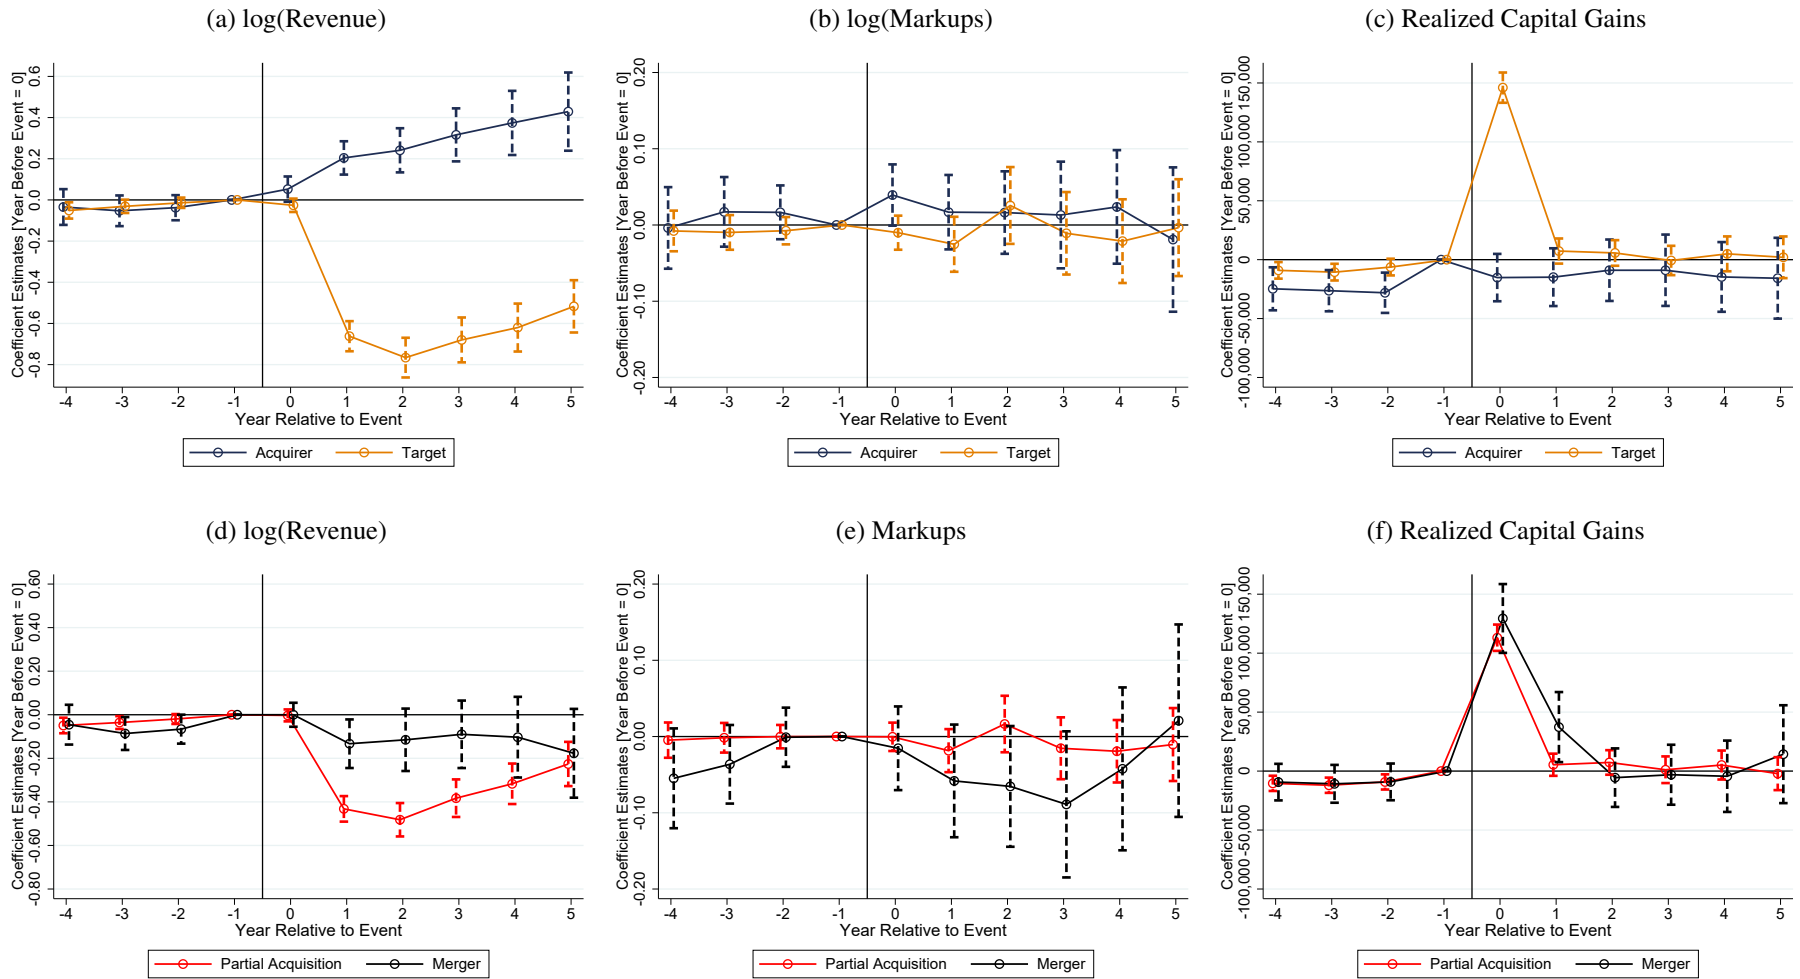 (a) log(Revenue)
(b) log(Markups)
(c) Realized Capital Gains
Coefficient Estimates [Year Before Event = 0]
0.6
0.4
0.2
0.0
-0.2
-0.4
-0.6
-0.8
-4 -3 -2 -1 0 1 2 3 4 5
Year Relative to Event
Acquirer Target
Coefficient Estimates [Year Before Event = 0]
0.20
0.10
0.00
-0.10
-0.20
-4 -3 -2 -1 0 1 2 3 4 5
Year Relative to Event
Acquirer Target
Coefficient Estimates [Year Before Event = 0]
150,000
100,000
50,000
0
-50,000
-100,000
-4 -3 -2 -1 0 1 2 3 4 5
Year Relative to Event
Acquirer Target
(d) log(Revenue)
(e) Markups
(f) Realized Capital Gains
Coefficient Estimates [Year Before Event = 0]
0.60
0.40
0.20
0.00
-0.20
-0.40
-0.60
-0.80
-4 -3 -2 -1 0 1 2 3 4 5
Year Relative to Event
Partial Acquisition Merger
Coefficient Estimates [Year Before Event = 0]
0.20
0.10
0.00
-0.10
-0.20
-4 -3 -2 -1 0 1 2 3 4 5
Year Relative to Event
Partial Acquisition Merger
Coefficient Estimates [Year Before Event = 0]
150,000
100,000
50,000
0
-50,000
-100,000
-4 -3 -2 -1 0 1 2 3 4 5
Year Relative to Event
Partial Acquisition Merger